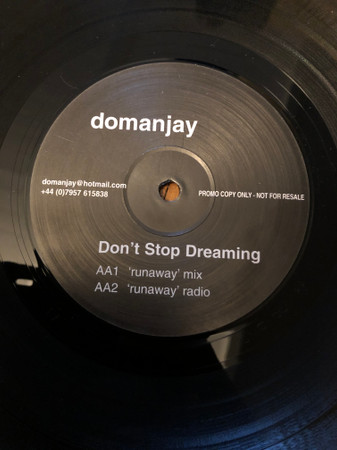 domanjay
domanjay@hotmail.com
+44 (0)7957 615838
PROMO COPY ONLY - NOT FOR RESALE
Don't Stop Dreaming
AA1 'runaway' mix
AA2 'runaway' radio